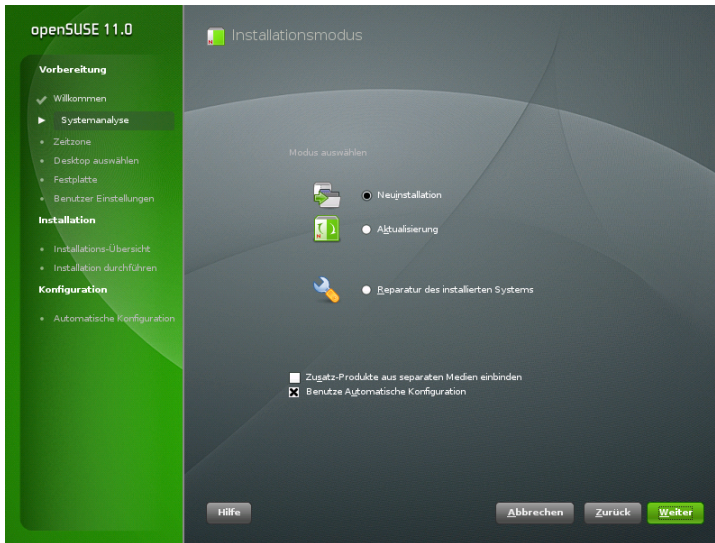 openSUSE 11.0
Vorbereitung
Willkommen
Systemanalyse
Zeitzone
Desktop auswählen
Festplatte
Benutzer Einstellungen
Installation
Installations-Übersicht
Installation durchführen
Konfiguration
Automatische Konfiguration
Installationsmodus
Modus auswählen
Neuinstallation
Aktualisierung
Reparatur des installierten Systems
Zusatz-Produkte aus separaten Medien einbinden
Benutze Automatische Konfiguration
Hilfe
Abbrechen
Zurück
Weiter